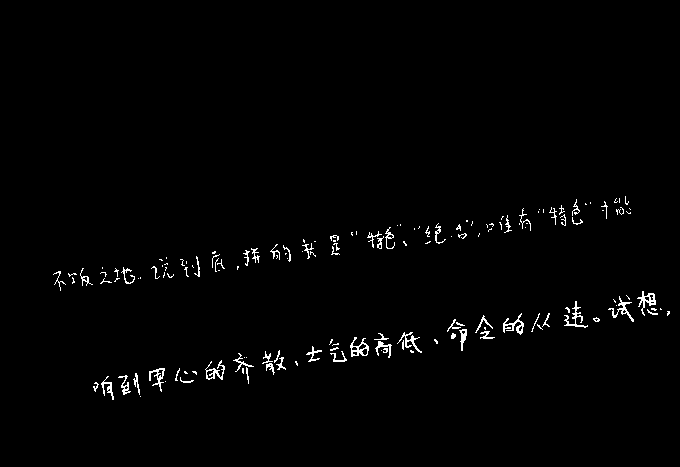 不败之地。说到底,拼的就是“特色”、“绝活”,唯有“特色”才能
响到军心的齐散、士气的高低、命令的从违。试想,